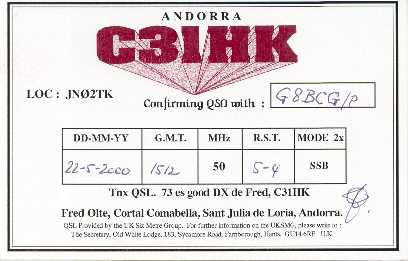 ANDORRA
C31HK
LOC : JNØ2TK
Confirming QSO with : G8BCG/P
DD-MM-YY G.M.T. MHz R.S.T. MODE 2x
22-5-2000 1512 50 5-4 SSB
Tnx QSL. 73 es good DX de Fred, C31HK
Fred Olte, Cortal Comabella, Sant Julia de Loria, Andorra.
QSL Provided by the UK Six Metre Group. For further information on the UKSMG, please write to :
The Secretary, Old White Lodge, 183, Sycamore Road, Farnborough, Hants. GU14 6RF U.K.